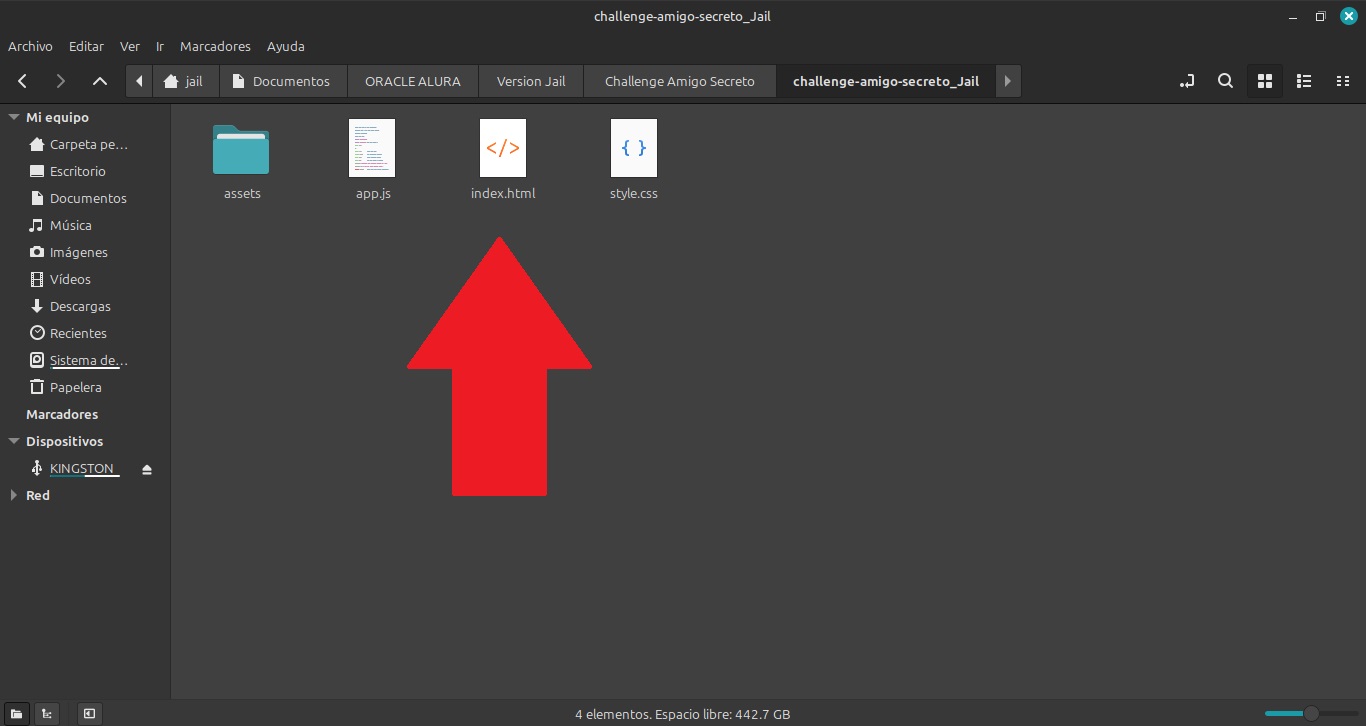 challenge-amigo-secreto_Jail
Archivo Editar Ver Ir Marcadores Ayuda
jail Documentos ORACLE ALURA Version Jail Challenge Amigo Secreto challenge-amigo-secreto_Jail
Mi equipo
Carpeta pe...
Escritorio
Documentos
Música
Imágenes
Vídeos
Descargas
Recientes
Sistema de...
Papelera
Marcadores
Dispositivos
KINGSTON
Red
assets app.js index.html style.css
4 elementos. Espacio libre: 442.7 GB